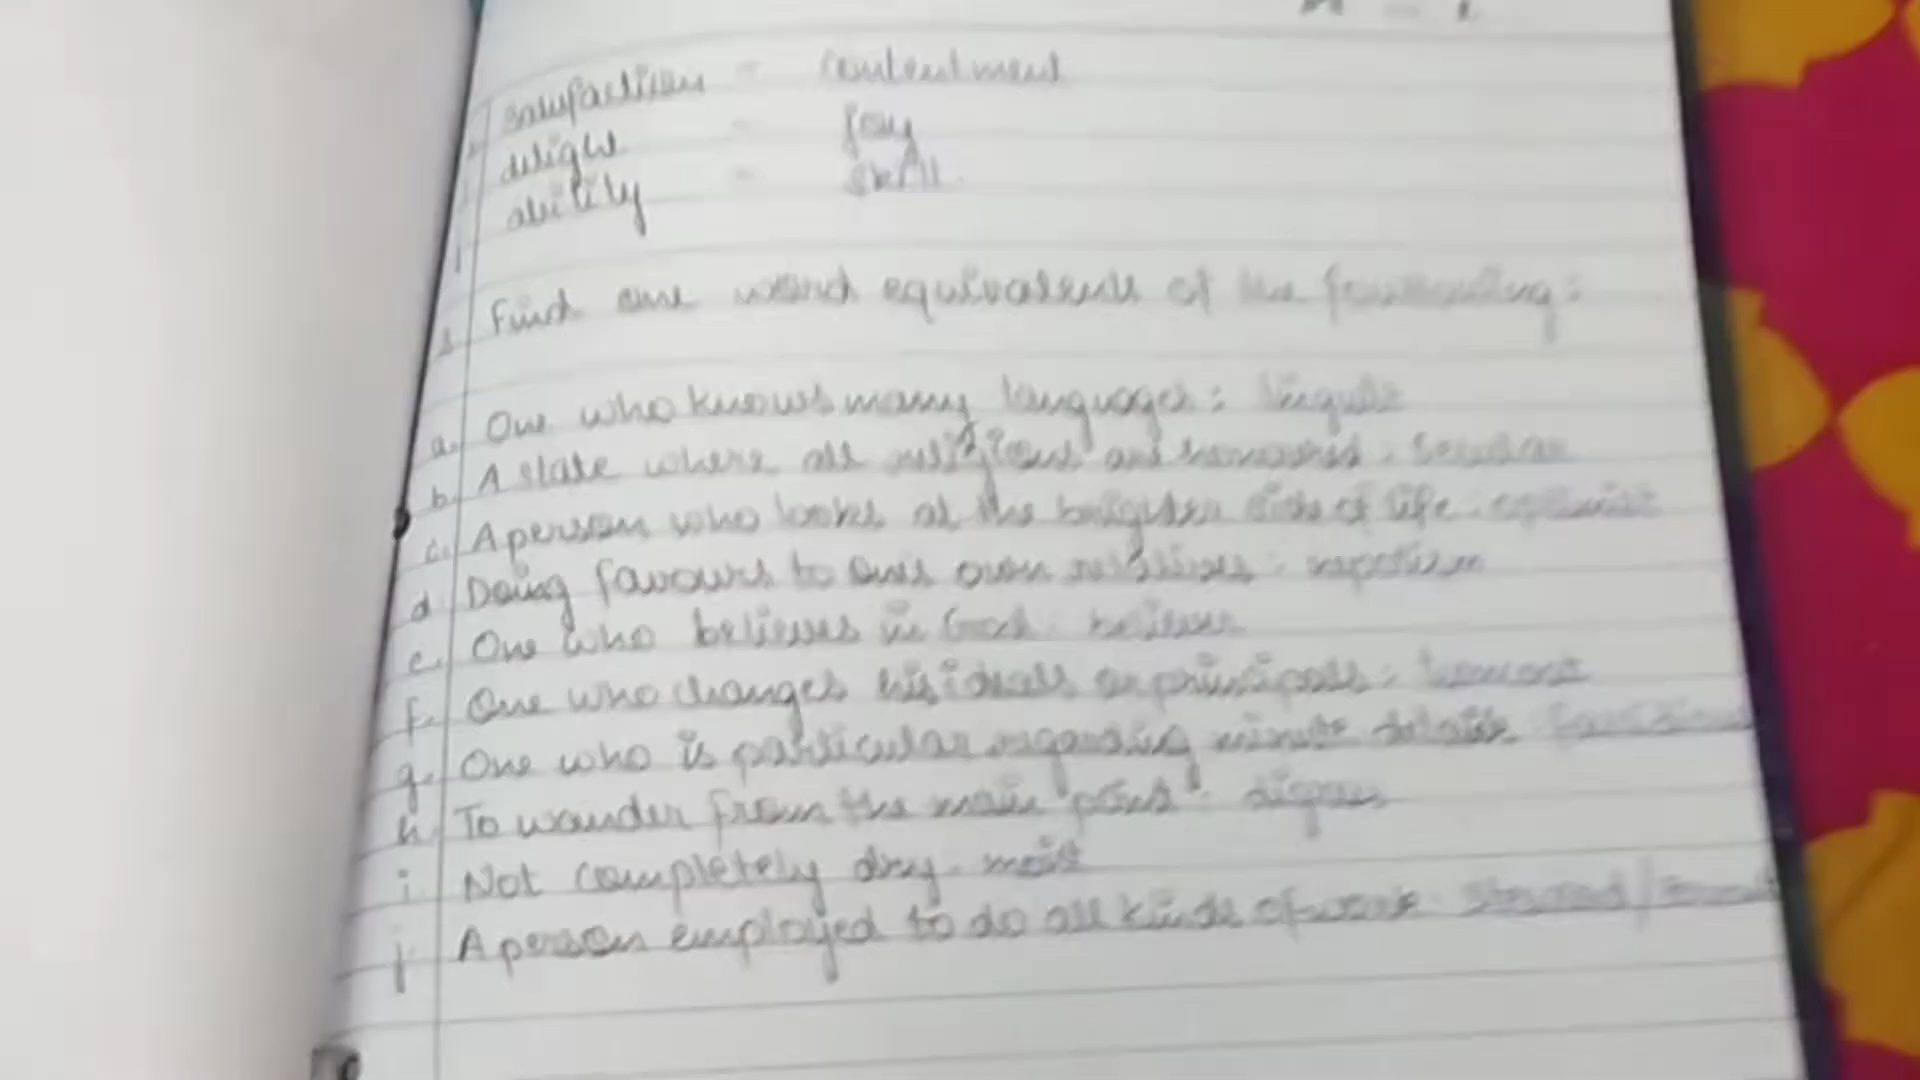 satisfaction - contentment
delight - joy
ability - skill
Find one word equivalents of the following:
a. One who knows many languages: linguist
b. A state where all religions are honoured: secular
c. A person who looks at the brighter side of life - optimist
d. Doing favours to ones own relatives: nepotism
e. One who believes in God: believer
f. One who changes his ideals or principals: turncoat
g. One who is particular regarding minute details
h. To wander from the main point: digress
i. Not completely dry - moist
j. A person employed to do all kinds of work